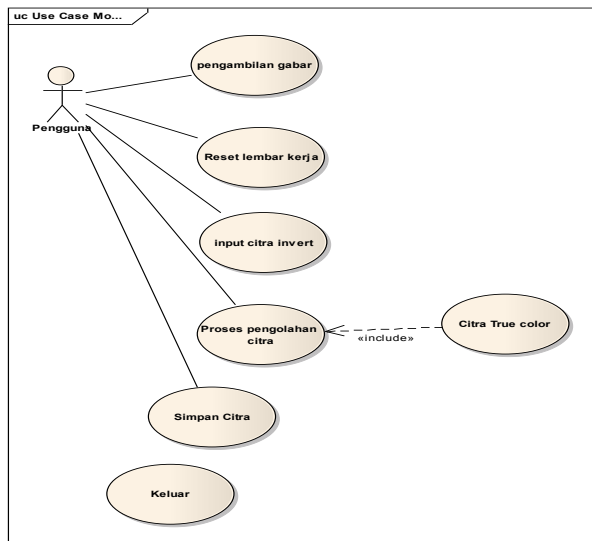 uc Use Case Mo...
pengambilan gabar
Pengguna
Reset lembar kerja
input citra invert
Proses pengolahan
citra
Citra True color
«include»
Simpan Citra
Keluar